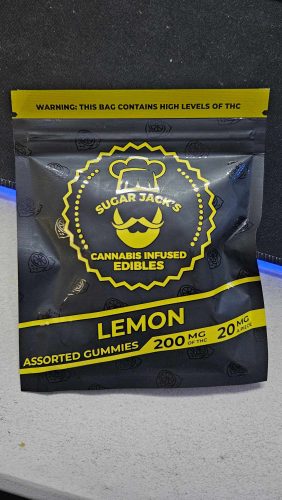 WARNING: THIS BAG CONTAINS HIGH LEVELS OF THC
SUGAR JACK'S
CANNABIS INFUSED
EDIBLES
LEMON
ASSORTED GUMMIES 200 MG OF THC 20 MG A PIECE